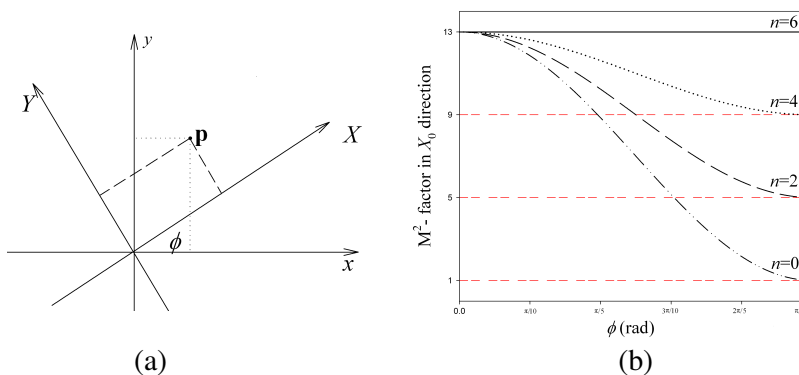 y
Y
p
X
ϕ
x
(a)
M²- factor in X₀ direction
13
9
5
1
n=6
n=4
n=2
n=0
0.0
π/10
π/5
3π/10
2π/5
ϕ (rad)
(b)